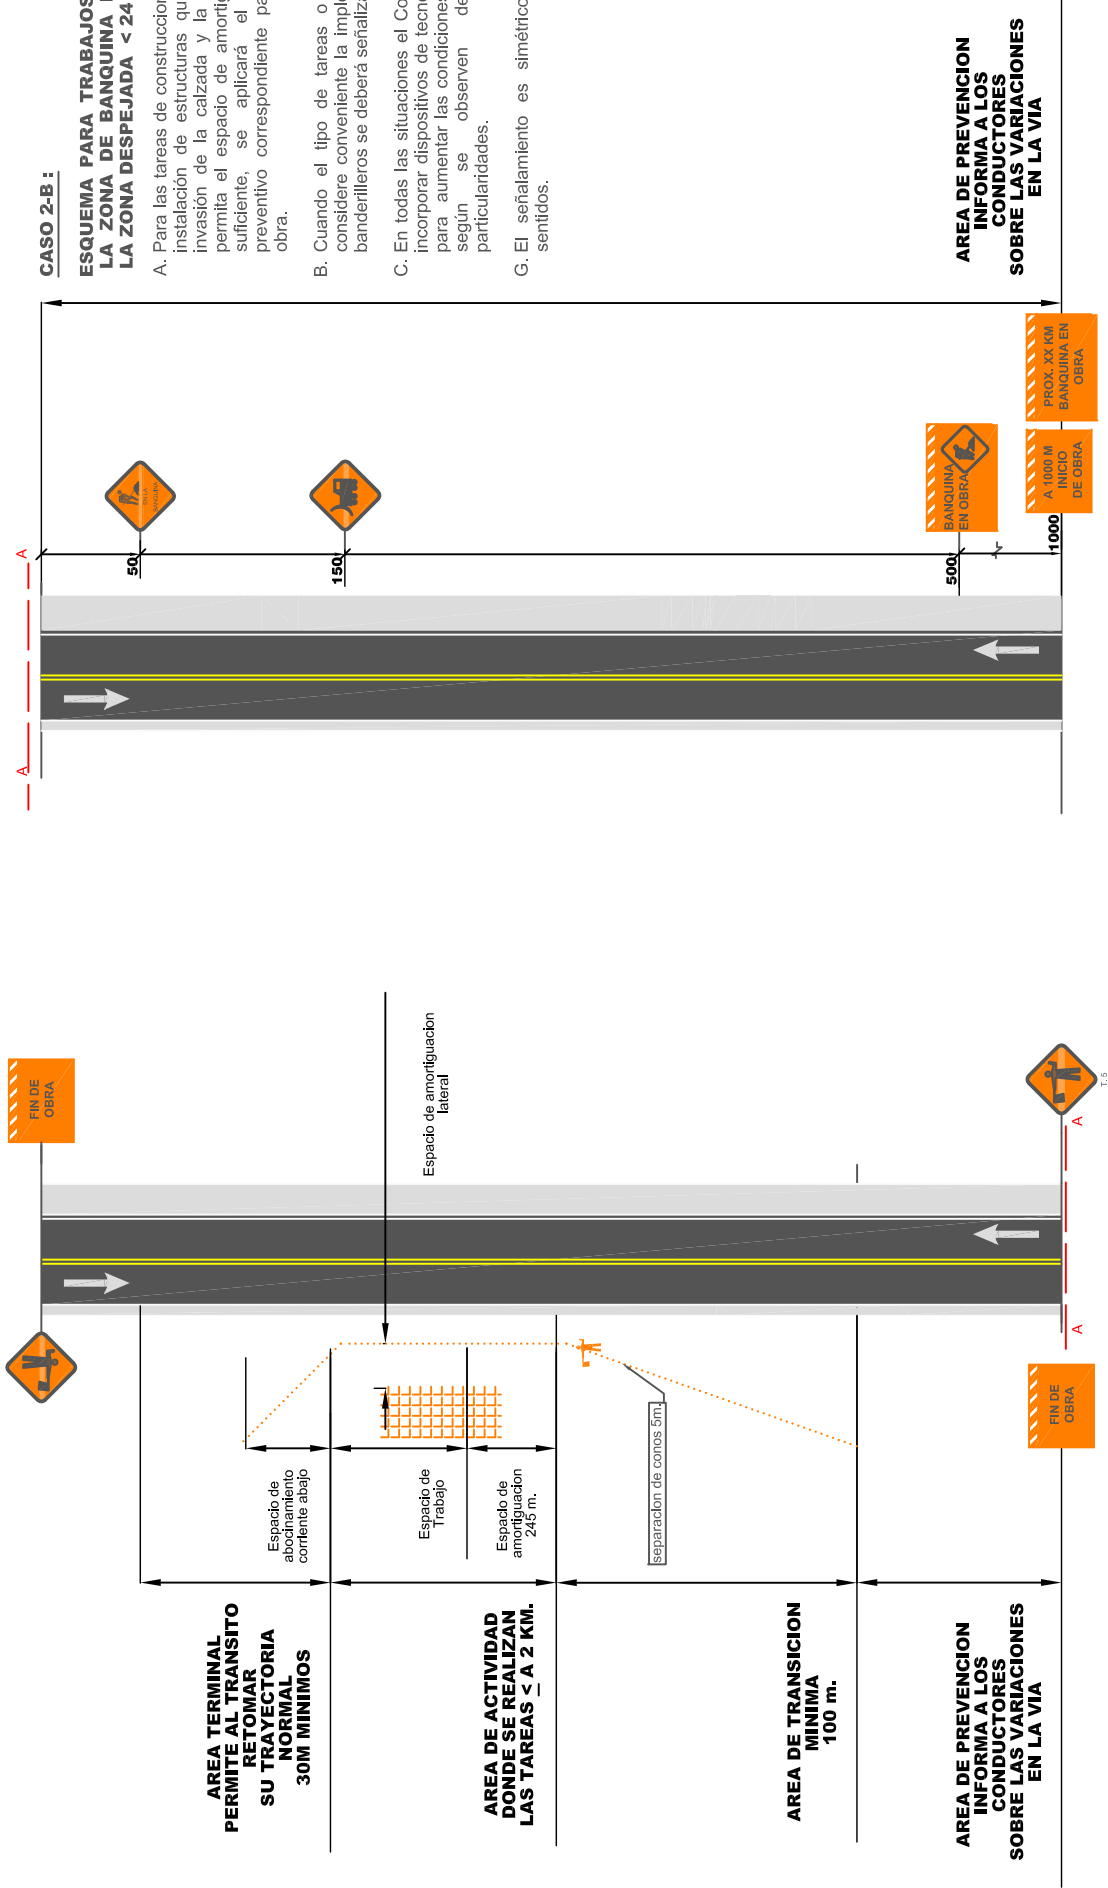 CASO 2-B :
ESQUEMA PARA TRABAJOS
LA ZONA DE BANQUINA
LA ZONA DESPEJADA < 24
A. Para las tareas de construccion
instalación de estructuras qu
invasión de la calzada y la
permita el espacio de amortig
suficiente, se aplicará el
preventivo correspondiente pa
obra.
B. Cuando el tipo de tareas o
considere conveniente la imple
banderilleros se deberá señaliza
C. En todas las situaciones el Co
incorporar dispositivos de tecno
para aumentar las condiciones
según se observen de
particularidades.
G. El señalamiento es simétrico
sentidos.
AREA DE PREVENCION
INFORMA A LOS
CONDUCTORES
SOBRE LAS VARIACIONES
EN LA VIA
A
A
50
EN LA
BANQUINA
150
500
BANQUINA
EN OBRA
1000
A 1000 M
INICIO
DE OBRA
PROX. XX KM
BANQUINA EN
OBRA
FIN DE
OBRA
Espacio de amortiguacion
lateral
T. 5
A
A
FIN DE
OBRA
Espacio de
abocinamiento
corriente abajo
Espacio de
Trabajo
Espacio de
amortiguacion
245 m.
separacion de conos 5m.
AREA TERMINAL
PERMITE AL TRANSITO
RETOMAR
SU TRAYECTORIA
NORMAL
30M MINIMOS
AREA DE ACTIVIDAD
DONDE SE REALIZAN
LAS TAREAS < A 2 KM.
AREA DE TRANSICION
MINIMA
100 m.
AREA DE PREVENCION
INFORMA A LOS
CONDUCTORES
SOBRE LAS VARIACIONES
EN LA VIA